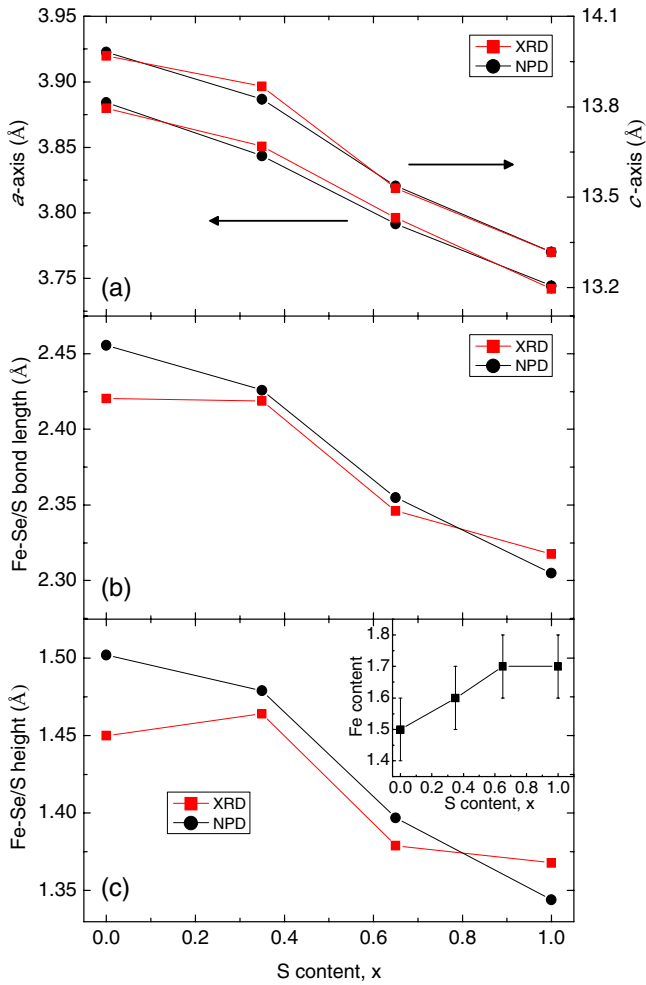 3.95
3.90
3.85
3.80
3.75
a-axis (Å)
14.1
13.8
13.5
13.2
c-axis (Å)
XRD
NPD
(a)
2.45
2.40
2.35
2.30
Fe-Se/S bond length (Å)
XRD
NPD
(b)
1.50
1.45
1.40
1.35
Fe-Se/S height (Å)
XRD
NPD
(c)
1.8
1.7
1.6
1.5
1.4
Fe content
0.0 0.2 0.4 0.6 0.8 1.0
S content, x
0.0 0.2 0.4 0.6 0.8 1.0
S content, x